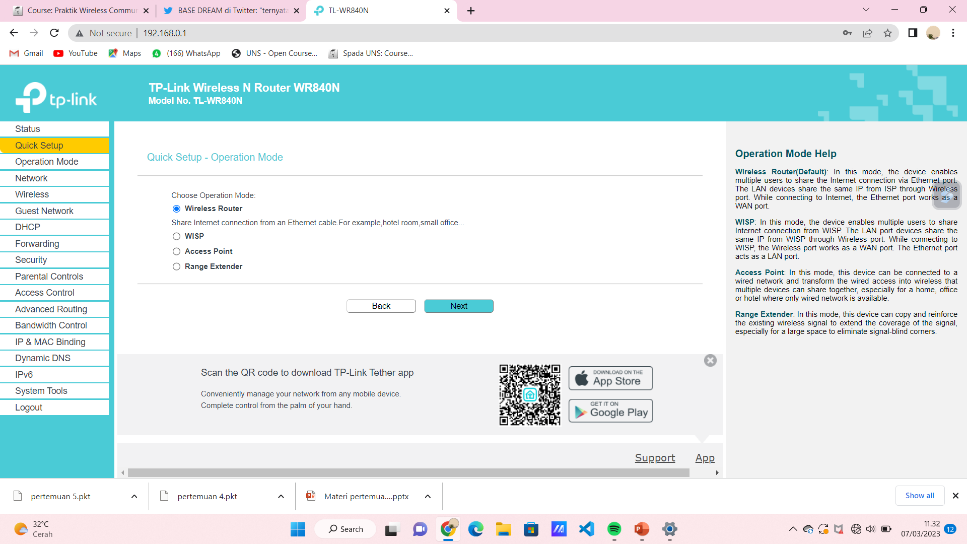 Course: Praktik Wireless Commun
BASE DREAM di Twitter: "ternyata
TL-WR840N
Not secure
192.168.0.1
Gmail
YouTube
Maps
(166) WhatsApp
UNS - Open Course...
Spada UNS: Course...
tp-link
TP-Link Wireless N Router WR840N
Model No. TL-WR840N
Status
Quick Setup
Operation Mode
Network
Wireless
Guest Network
DHCP
Forwarding
Security
Parental Controls
Access Control
Advanced Routing
Bandwidth Control
IP & MAC Binding
Dynamic DNS
IPv6
System Tools
Logout
Quick Setup - Operation Mode
Choose Operation Mode:
Wireless Router
Share Internet connection from an Ethernet cable For example,hotel room,small office.
WISP
Access Point
Range Extender
Back
Next
Operation Mode Help
Wireless Router(Default): In this mode, the device enables
multiple users to share the Internet connection via Ethernet port.
The LAN devices share the same IP from ISP through Wireless
port. While connecting to Internet, the Ethernet port works as a
WAN port.
WISP: In this mode, the device enables multiple users to share
Internet connection from WISP. The LAN port devices share the
same IP from WISP through Wireless port. While connecting to
WISP, the Wireless port works as a WAN port. The Ethernet port
acts as a LAN port.
Access Point: In this mode, this device can be connected to a
wired network and transform the wired access into wireless that
multiple devices can share together, especially for a home, office
or hotel where only wired network is available.
Range Extender: In this mode, this device can copy and reinforce
the existing wireless signal to extend the coverage of the signal,
especially for a large space to eliminate signal-blind corners.
Scan the QR code to download TP-Link Tether app
Conveniently manage your network from any mobile device.
Complete control from the palm of your hand.
DOWNLOAD ON THE
App Store
GET IT ON
Google Play
Support
App
pertemuan 5.pkt
pertemuan 4.pkt
Materi pertemua....pptx
Show all
32°C
Cerah
Search
11.32
07/03/2023
12